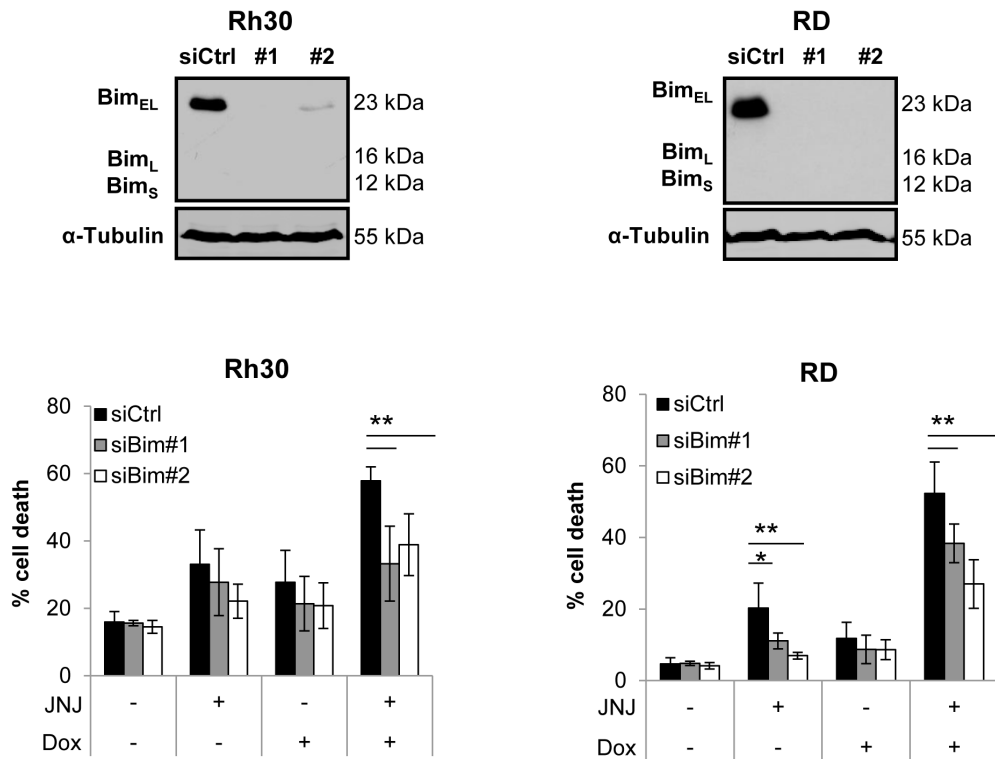 Rh30
siCtrl #1 #2
BimEL
23 kDa
BimL
16 kDa
BimS
12 kDa
α-Tubulin
55 kDa
RD
siCtrl #1 #2
BimEL
23 kDa
BimL
16 kDa
BimS
12 kDa
α-Tubulin
55 kDa
Rh30
80
60
40
20
0
% cell death
siCtrl
siBim#1
siBim#2
**
JNJ - + - +
Dox - - + +
RD
80
60
40
20
0
% cell death
siCtrl
siBim#1
siBim#2
**
*
**
JNJ - + - +
Dox - - + +